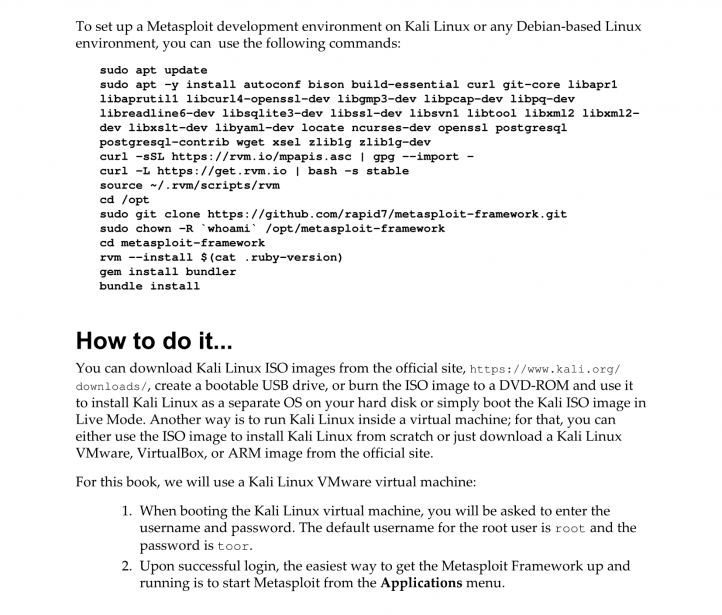 To set up a Metasploit development environment on Kali Linux or any Debian-based Linux
environment, you can use the following commands:
sudo apt update
sudo apt -y install autoconf bison build-essential curl git-core libapr1
libaprutil1 libcurl4-openssl-dev libgmp3-dev libpcap-dev libpq-dev
libreadline6-dev libsqlite3-dev libssl-dev libsvn1 libtool libxml2 libxml2-
dev libxslt-dev libyaml-dev locate ncurses-dev openssl postgresql
postgresql-contrib wget xsel zlib1g zlib1g-dev
curl -sSL https://rvm.io/mpapis.asc | gpg --import -
curl -L https://get.rvm.io | bash -s stable
source ~/.rvm/scripts/rvm
cd /opt
sudo git clone https://github.com/rapid7/metasploit-framework.git
sudo chown -R `whoami` /opt/metasploit-framework
cd metasploit-framework
rvm --install $(cat .ruby-version)
gem install bundler
bundle install
How to do it...
You can download Kali Linux ISO images from the official site, https://www.kali.org/
downloads/, create a bootable USB drive, or burn the ISO image to a DVD-ROM and use it
to install Kali Linux as a separate OS on your hard disk or simply boot the Kali ISO image in
Live Mode. Another way is to run Kali Linux inside a virtual machine; for that, you can
either use the ISO image to install Kali Linux from scratch or just download a Kali Linux
VMware, VirtualBox, or ARM image from the official site.
For this book, we will use a Kali Linux VMware virtual machine:
1. When booting the Kali Linux virtual machine, you will be asked to enter the
username and password. The default username for the root user is root and the
password is toor.
2. Upon successful login, the easiest way to get the Metasploit Framework up and
running is to start Metasploit from the Applications menu.